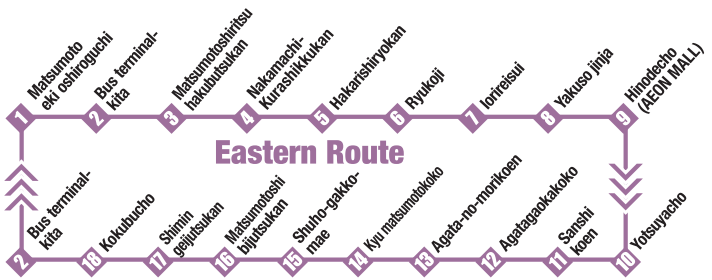 1
Matsumoto
eki oshiroguchi
2
Bus terminal-
kita
3
Matsumotoshiritsu
hakubutsukan
4
Nakamachi-
Kurashikkukan
5
Hakarishiryokan
6
Ryukoji
7
Iorireisui
8
Yakuso jinja
9
Hinodecho
(AEON MALL)
Eastern Route
2
Bus terminal-
kita
18
Kokubucho
17
Shimin
geijutsukan
16
Matsumotoshi
bijutsukan
15
Shuho-gakko-
mae
14
Kyu matsumotokoko
13
Agata-no-morikoen
12
Agatagaokakoko
11
Sanshi
koen
10
Yotsuyacho